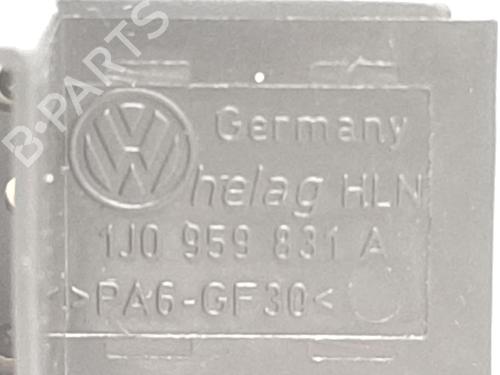 B-PARTS
Germany
helag HLN
1J0 959 831 A
>PA6-GF30<